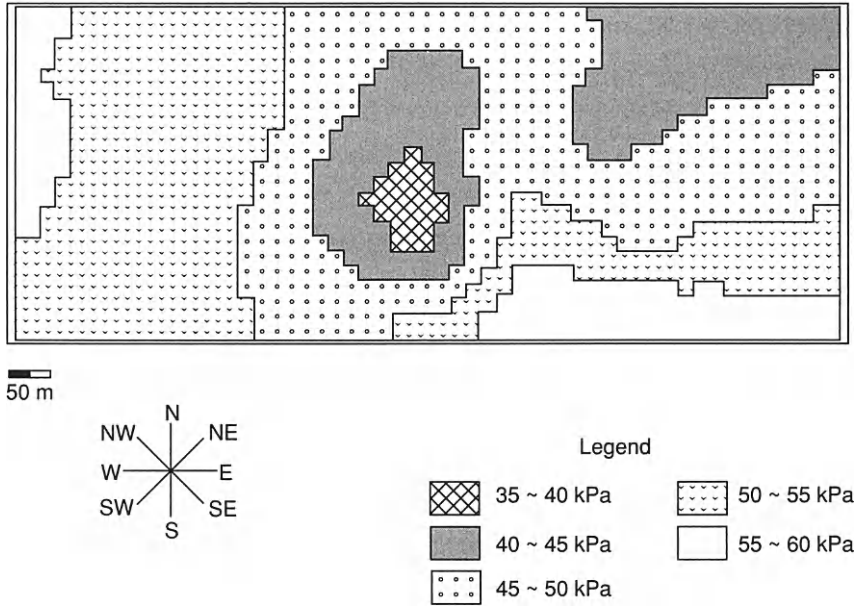 50 m
N
NW NE
W E
SW SE
S
Legend
35 ~ 40 kPa
40 ~ 45 kPa
45 ~ 50 kPa
50 ~ 55 kPa
55 ~ 60 kPa